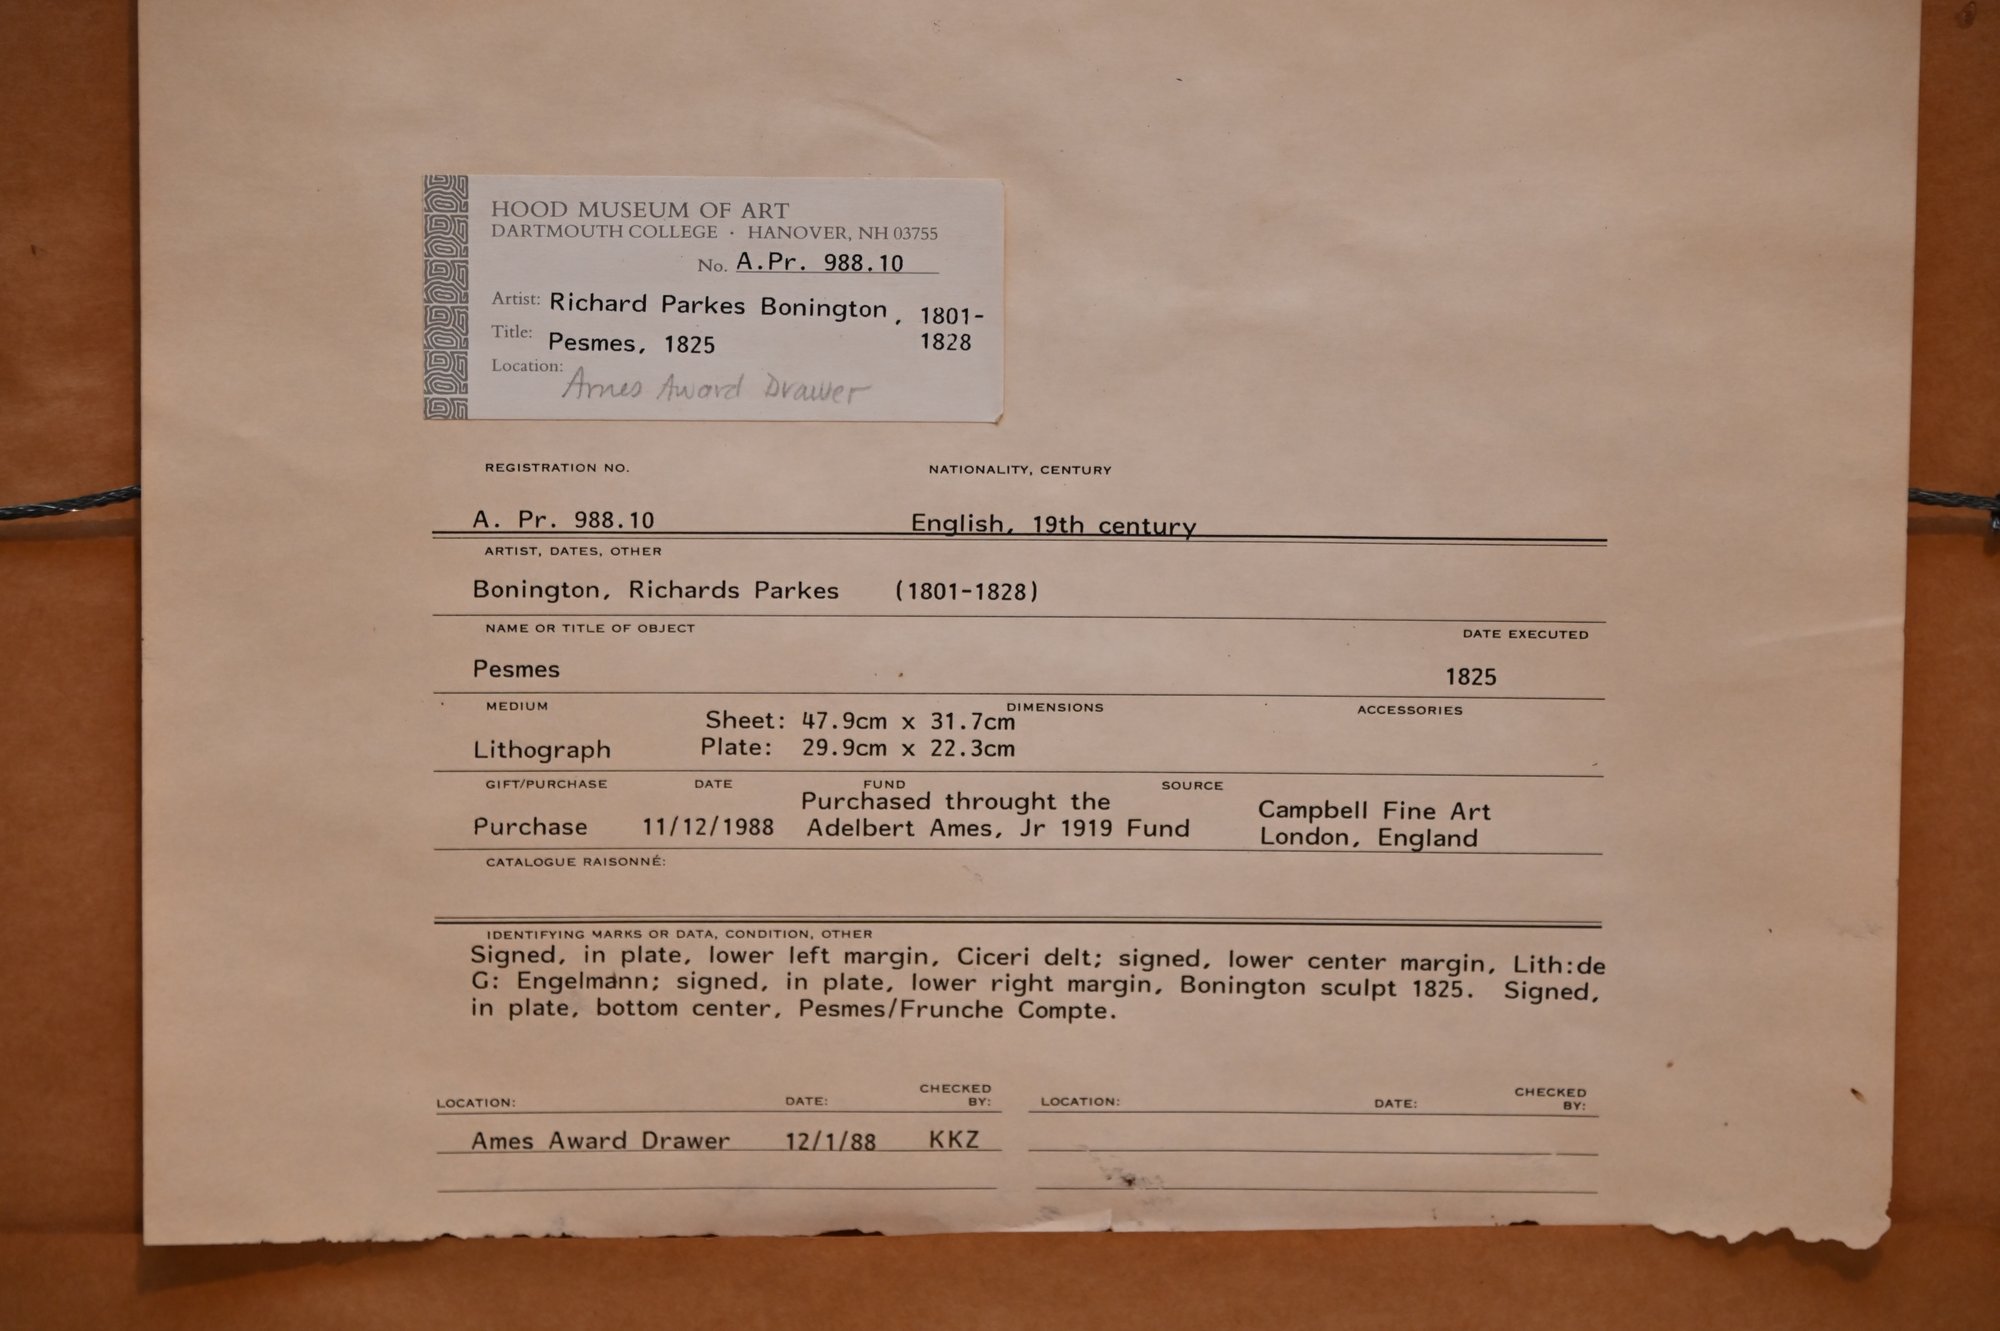 HOOD MUSEUM OF ART
DARTMOUTH COLLEGE · HANOVER, NH 03755
No. A.Pr. 988.10
Artist: Richard Parkes Bonington, 1801-
Title: Pesmes, 1825 1828
Location: Ames Award Drawer
REGISTRATION NO. NATIONALITY, CENTURY
A. Pr. 988.10 English, 19th century
ARTIST, DATES, OTHER
Bonington, Richards Parkes (1801-1828)
NAME OR TITLE OF OBJECT DATE EXECUTED
Pesmes 1825
MEDIUM DIMENSIONS ACCESSORIES
Sheet: 47.9cm x 31.7cm
Lithograph Plate: 29.9cm x 22.3cm
GIFT/PURCHASE DATE FUND SOURCE
Purchased throught the Campbell Fine Art
Purchase 11/12/1988 Adelbert Ames, Jr 1919 Fund London, England
CATALOGUE RAISONNÉ:
IDENTIFYING MARKS OR DATA, CONDITION, OTHER
Signed, in plate, lower left margin, Ciceri delt; signed, lower center margin, Lith:de
G: Engelmann; signed, in plate, lower right margin, Bonington sculpt 1825. Signed,
in plate, bottom center, Pesmes/Frunche Compte.
LOCATION: DATE: CHECKED BY: LOCATION: DATE: CHECKED BY:
Ames Award Drawer 12/1/88 KKZ